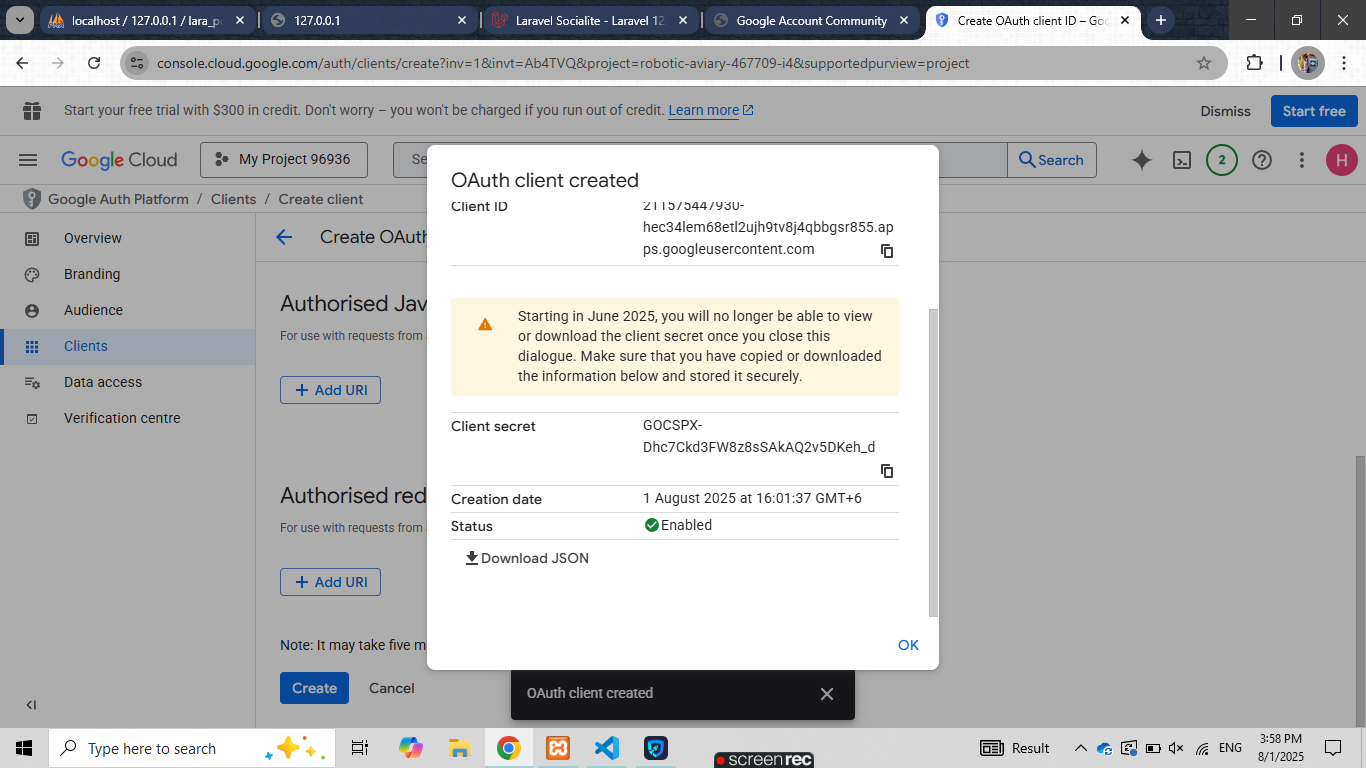 localhost / 127.0.0.1 / lara_p
127.0.0.1
Laravel Socialite - Laravel 12.
Google Account Community
Create OAuth client ID – Goo
console.cloud.google.com/auth/clients/create?inv=1&invt=Ab4TVQ&project=robotic-aviary-467709-i4&supportedpurview=project
Start your free trial with $300 in credit. Don't worry – you won't be charged if you run out of credit. Learn more
Dismiss
Start free
Google Cloud
My Project 96936
Se
Search
2
H
Google Auth Platform / Clients / Create client
Overview
Branding
Audience
Clients
Data access
Verification centre
Create OAuth
Authorised Jav
For use with requests from
+ Add URI
Authorised red
For use with requests from
+ Add URI
Note: It may take five m
Create
Cancel
OAuth client created
Client ID
211575447930-
hec34lem68etl2ujh9tv8j4qbbgsr855.ap
ps.googleusercontent.com
Starting in June 2025, you will no longer be able to view
or download the client secret once you close this
dialogue. Make sure that you have copied or downloaded
the information below and stored it securely.
Client secret
GOCSPX-
Dhc7Ckd3FW8z8sSAkAQ2v5DKeh_d
Creation date
1 August 2025 at 16:01:37 GMT+6
Status
Enabled
Download JSON
OK
OAuth client created
Type here to search
Result
ENG
3:58 PM
8/1/2025
screenrec